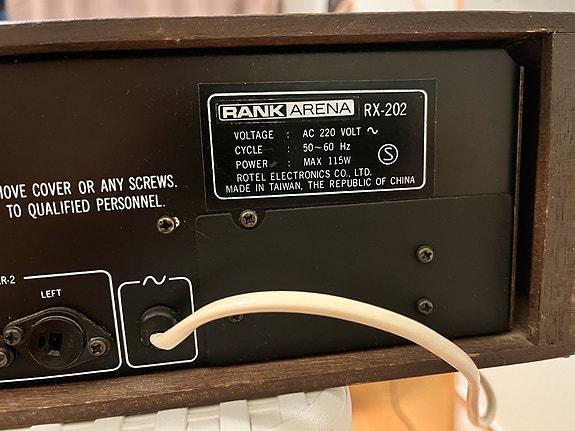 RANK ARENA RX-202
VOLTAGE : AC 220 VOLT ~
CYCLE : 50~60 Hz
POWER : MAX 115W
S
ROTEL ELECTRONICS CO., LTD.
MADE IN TAIWAN, THE REPUBLIC OF CHINA
COVER OR ANY SCREWS.
TO QUALIFIED PERSONNEL.
LEFT
~